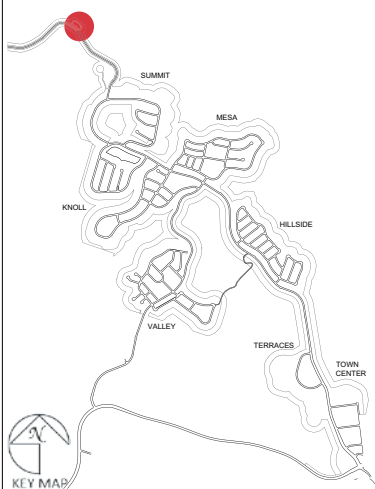 SUMMIT
MESA
KNOLL
HILLSIDE
VALLEY
TERRACES
TOWN
CENTER
N
KEY MAP